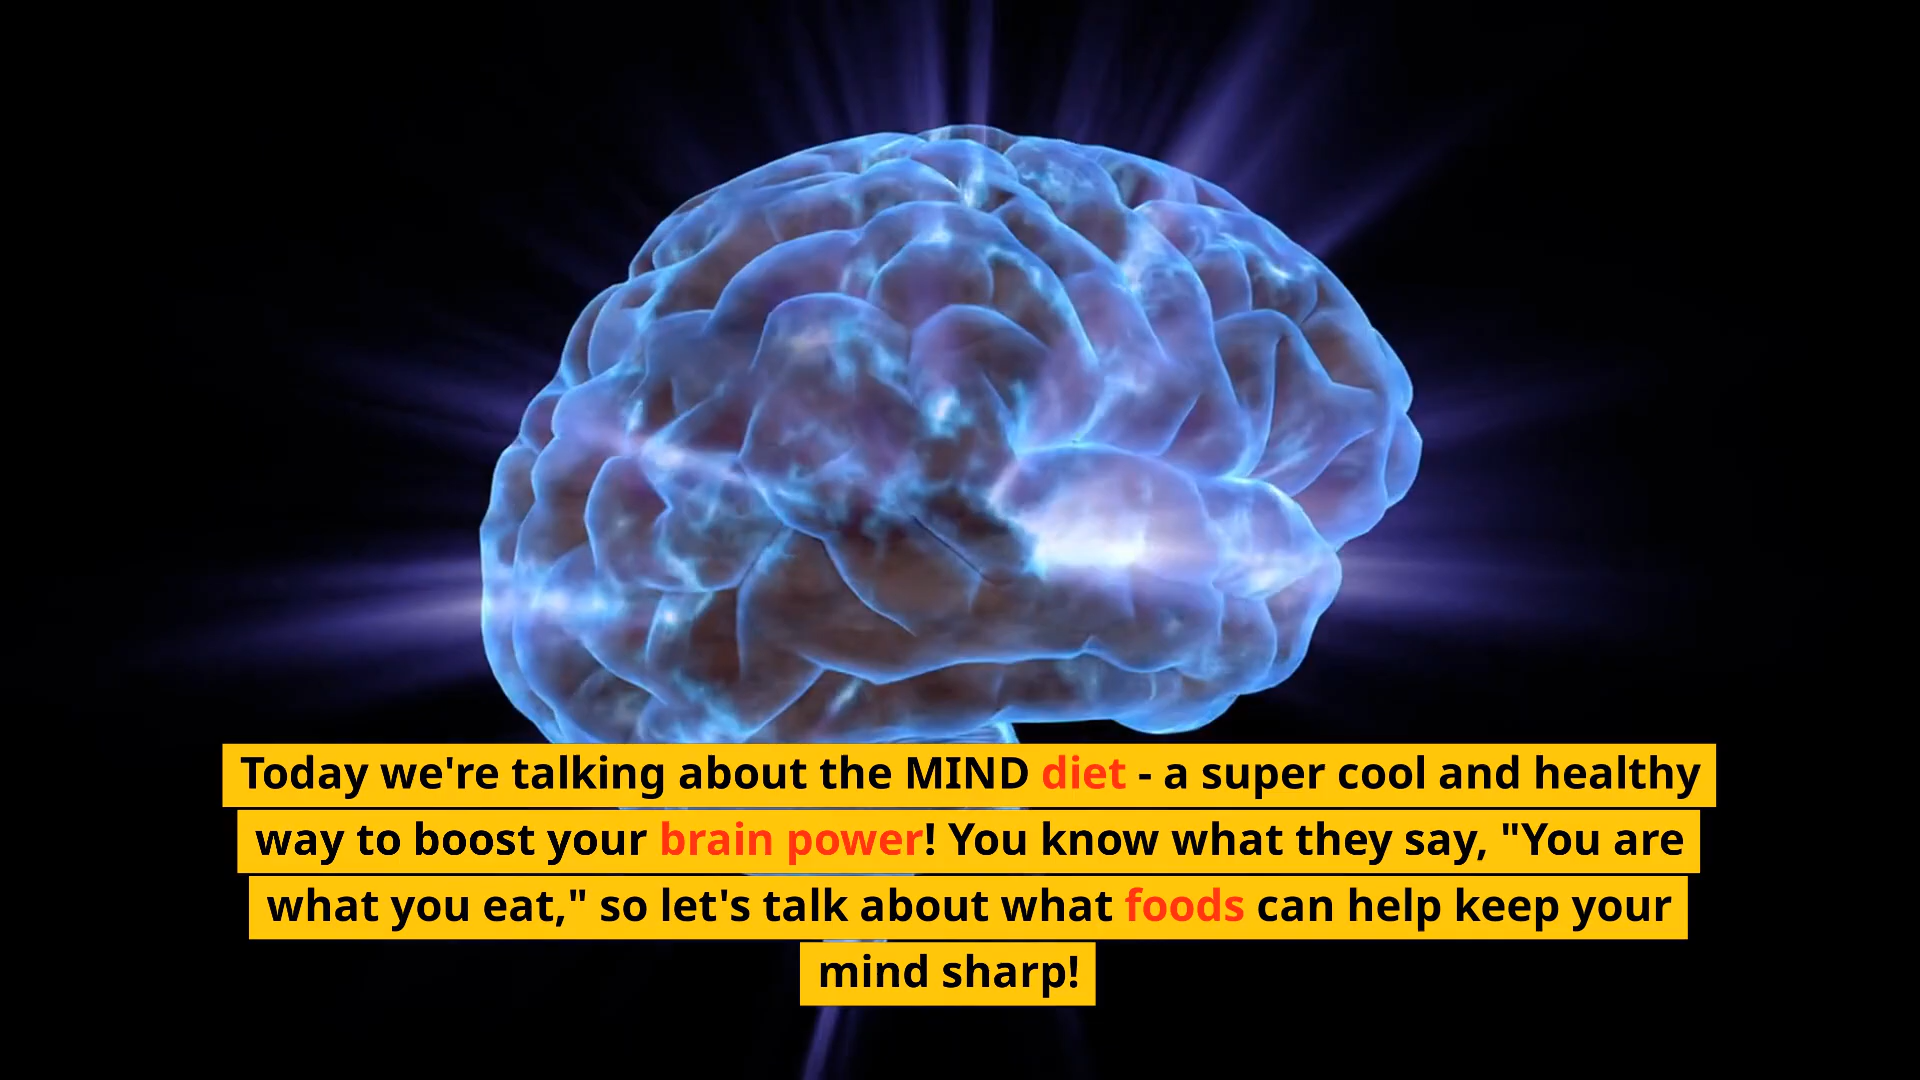 Today we're talking about the MIND diet - a super cool and healthy
way to boost your brain power! You know what they say, "You are
what you eat," so let's talk about what foods can help keep your
mind sharp!